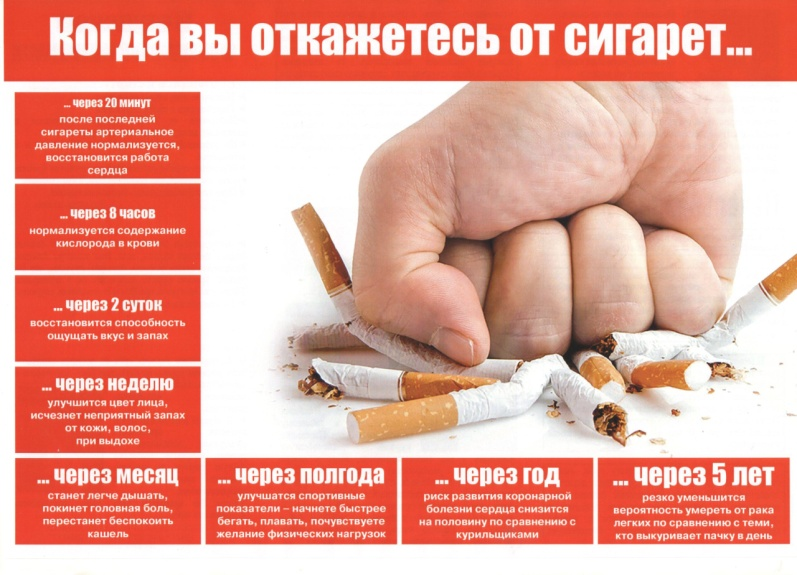 Когда вы откажетесь от сигарет...
... через 20 минут
после последней
сигареты артериальное
давление нормализуется,
восстановится работа
сердца
... через 8 часов
нормализуется содержание
кислорода в крови
... через 2 суток
восстановится способность
ощущать вкус и запах
... через неделю
улучшится цвет лица,
исчезнет неприятный запах
от кожи, волос,
при выдохе
... через месяц
станет легче дышать,
покинет головная боль,
перестанет беспокоить
кашель
... через полгода
улучшатся спортивные
показатели – начнете быстрее
бегать, плавать, почувствуете
желание физических нагрузок
... через год
риск развития коронарной
болезни сердца снизится
на половину по сравнению с
курильщиками
... через 5 лет
резко уменьшится
вероятность умереть от рака
легких по сравнению с теми,
кто выкуривает пачку в день